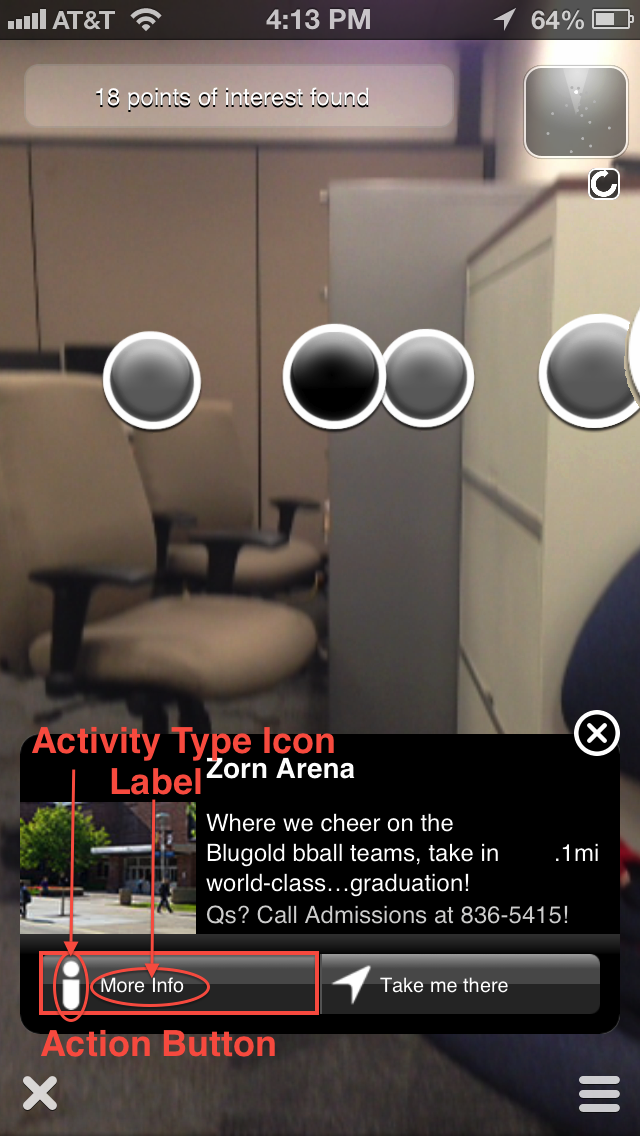 AT&T 4:13 PM 64%
18 points of interest found
Activity Type Icon
Label
Zorn Arena
Where we cheer on the
Blugold bball teams, take in .1mi
world-class...graduation!
Qs? Call Admissions at 836-5415!
More Info Take me there
Action Button